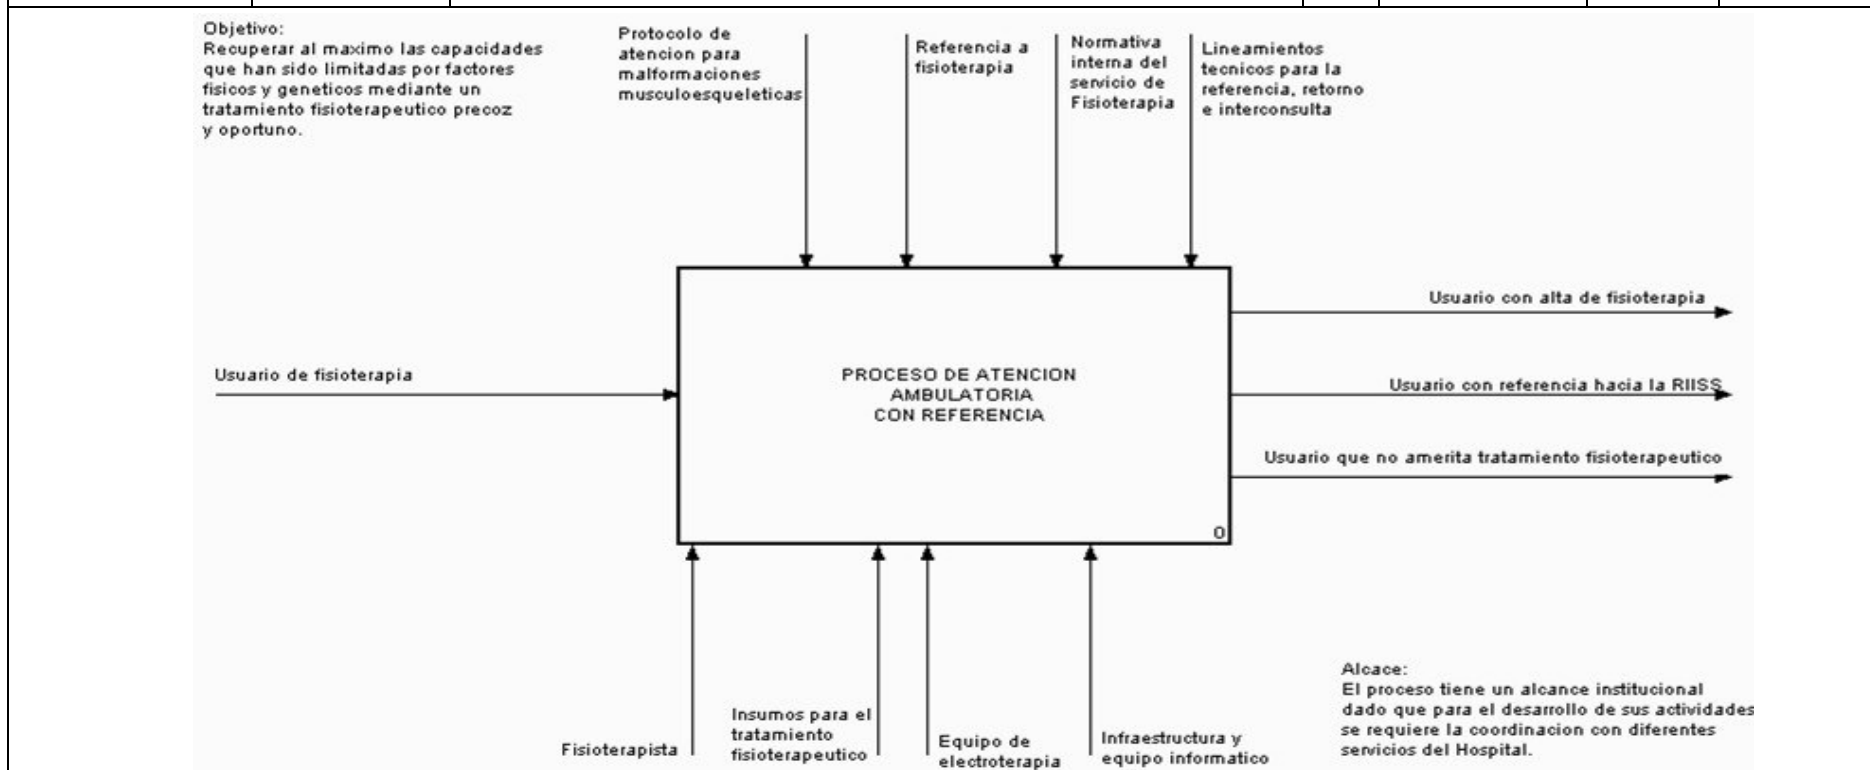 Objetivo:
Recuperar al maximo las capacidades
que han sido limitadas por factores
fisicos y geneticos mediante un
tratamiento fisioterapeutico precoz
y oportuno.
Protocolo de
atencion para
malformaciones
musculoesqueleticas
Referencia a
fisioterapia
Normativa
interna del
servicio de
Fisioterapia
Lineamientos
tecnicos para la
referencia, retorno
e interconsulta
Usuario de fisioterapia
PROCESO DE ATENCION
AMBULATORIA
CON REFERENCIA
0
Usuario con alta de fisioterapia
Usuario con referencia hacia la RIISS
Usuario que no amerita tratamiento fisioterapeutico
Fisioterapista
Insumos para el
tratamiento
fisioterapeutico
Equipo de
electroterapia
Infraestructura y
equipo informatico
Alcace:
El proceso tiene un alcance institucional
dado que para el desarrollo de sus actividades
se requiere la coordinacion con diferentes
servicios del Hospital.